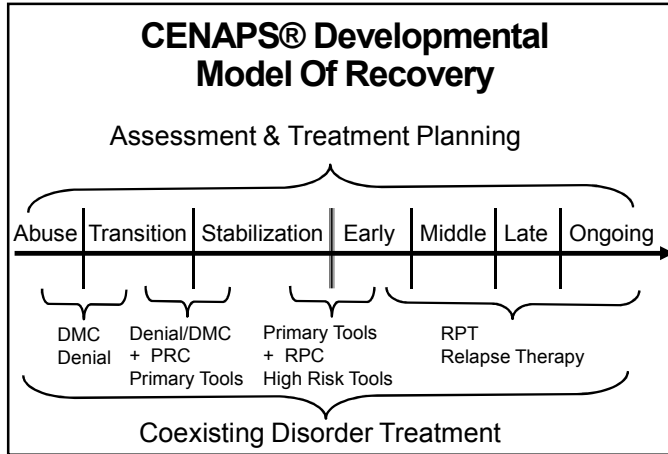 CENAPS® Developmental
Model Of Recovery
Assessment & Treatment Planning
Abuse Transition Stabilization Early Middle Late Ongoing
DMC
Denial
Denial/DMC
+ PRC
Primary Tools
Primary Tools
+ RPC
High Risk Tools
RPT
Relapse Therapy
Coexisting Disorder Treatment